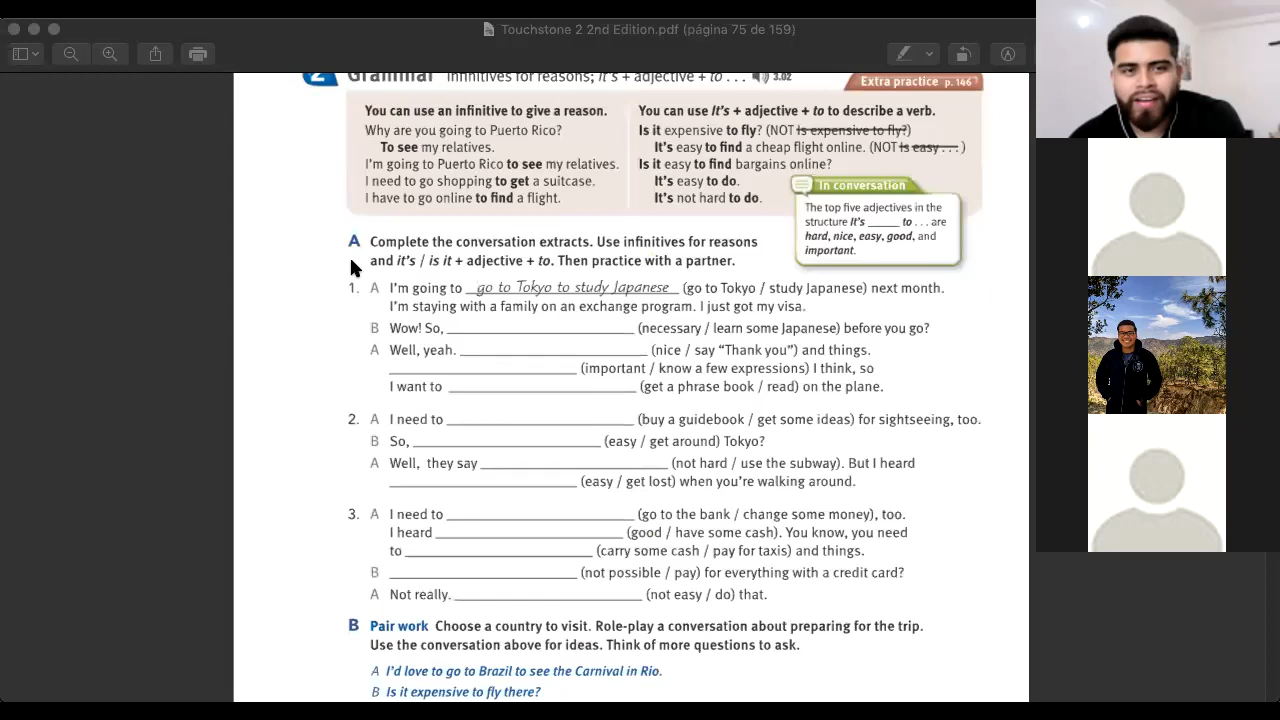 Touchstone 2 2nd Edition.pdf (página 75 de 159)
2 Grammar Infinitives for reasons; It's + adjective + to . . . 3.02
Extra practice p. 146
You can use an infinitive to give a reason.
Why are you going to Puerto Rico?
To see my relatives.
I'm going to Puerto Rico to see my relatives.
I need to go shopping to get a suitcase.
I have to go online to find a flight.
You can use It's + adjective + to to describe a verb.
Is it expensive to fly? (NOT Is expensive to fly?)
It's easy to find a cheap flight online. (NOT Is easy . . . )
Is it easy to find bargains online?
It's easy to do.
It's not hard to do.
In conversation
The top five adjectives in the
structure It's _____ to . . . are
hard, nice, easy, good, and
important.
A Complete the conversation extracts. Use infinitives for reasons
and it's / is it + adjective + to. Then practice with a partner.
1. A I'm going to go to Tokyo to study Japanese (go to Tokyo / study Japanese) next month.
I'm staying with a family on an exchange program. I just got my visa.
B Wow! So, ____________________ (necessary / learn some Japanese) before you go?
A Well, yeah. ____________________ (nice / say “Thank you”) and things.
____________________ (important / know a few expressions) I think, so
I want to ____________________ (get a phrase book / read) on the plane.
2. A I need to ____________________ (buy a guidebook / get some ideas) for sightseeing, too.
B So, ____________________ (easy / get around) Tokyo?
A Well, they say ____________________ (not hard / use the subway). But I heard
____________________ (easy / get lost) when you're walking around.
3. A I need to ____________________ (go to the bank / change some money), too.
I heard ____________________ (good / have some cash). You know, you need
to ____________________ (carry some cash / pay for taxis) and things.
B ____________________ (not possible / pay) for everything with a credit card?
A Not really. ____________________ (not easy / do) that.
B Pair work Choose a country to visit. Role-play a conversation about preparing for the trip.
Use the conversation above for ideas. Think of more questions to ask.
A I'd love to go to Brazil to see the Carnival in Rio.
B Is it expensive to fly there?